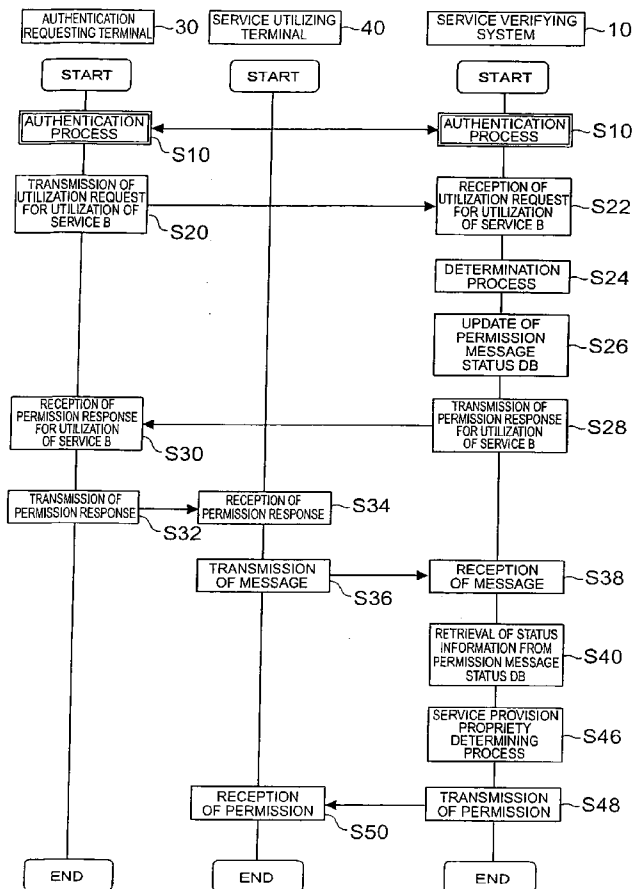 AUTHENTICATION
REQUESTING TERMINAL
30
SERVICE UTILIZING
TERMINAL
40
SERVICE VERIFYING
SYSTEM
10
START
START
START
AUTHENTICATION
PROCESS
S10
AUTHENTICATION
PROCESS
S10
TRANSMISSION OF
UTILIZATION REQUEST
FOR UTILIZATION OF
SERVICE B
S20
RECEPTION OF
UTILIZATION REQUEST
FOR UTILIZATION
OF SERVICE B
S22
DETERMINATION
PROCESS
S24
UPDATE OF
PERMISSION
MESSAGE
STATUS DB
S26
RECEPTION OF
PERMISSION RESPONSE
FOR UTILIZATION
OF SERVICE B
S30
TRANSMISSION OF
PERMISSION RESPONSE
FOR UTILIZATION
OF SERVICE B
S28
TRANSMISSION OF
PERMISSION RESPONSE
S32
RECEPTION OF
PERMISSION RESPONSE
S34
TRANSMISSION
OF MESSAGE
S36
RECEPTION
OF MESSAGE
S38
RETRIEVAL OF STATUS
INFORMATION FROM
PERMISSION MESSAGE
STATUS DB
S40
SERVICE PROVISION
PROPRIETY
DETERMINING
PROCESS
S46
RECEPTION
OF PERMISSION
S50
TRANSMISSION
OF PERMISSION
S48
END
END
END